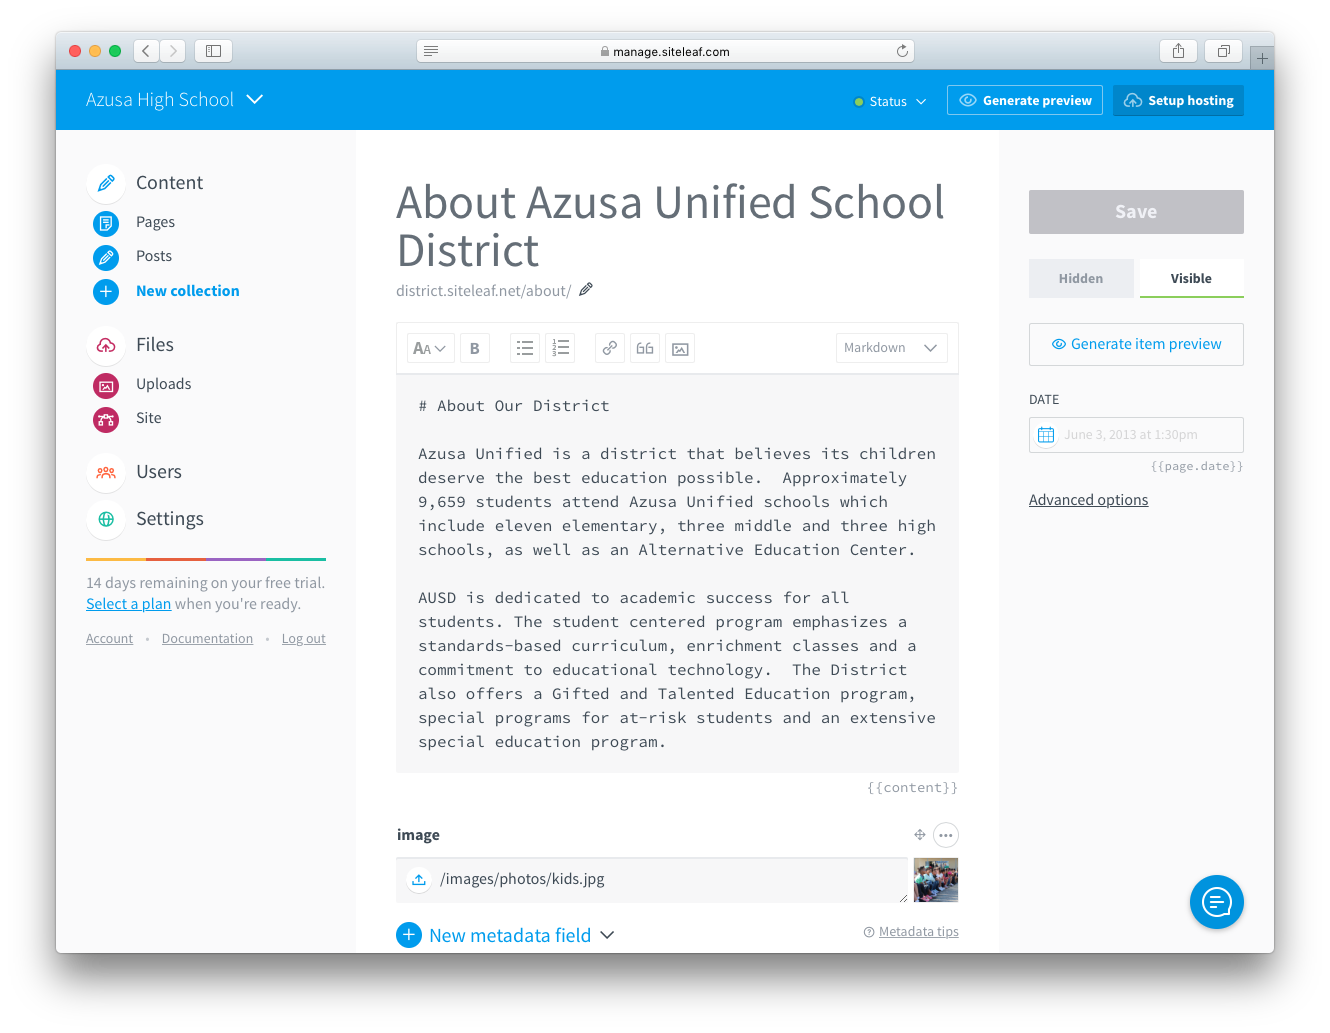 manage.siteleaf.com
Azusa High School
Status
Generate preview
Setup hosting
Content
Pages
Posts
New collection
Files
Uploads
Site
Users
Settings
14 days remaining on your free trial.
Select a plan when you're ready.
Account • Documentation • Log out
About Azusa Unified School
District
district.siteleaf.net/about/
AA
B
1
2
3
Markdown
# About Our District
Azusa Unified is a district that believes its children
deserve the best education possible.  Approximately
9,659 students attend Azusa Unified schools which
include eleven elementary, three middle and three high
schools, as well as an Alternative Education Center.
AUSD is dedicated to academic success for all
students. The student centered program emphasizes a
standards-based curriculum, enrichment classes and a
commitment to educational technology.  The District
also offers a Gifted and Talented Education program,
special programs for at-risk students and an extensive
special education program.
{{content}}
image
/images/photos/kids.jpg
New metadata field
Metadata tips
Save
Hidden
Visible
Generate item preview
DATE
June 3, 2013 at 1:30pm
{{page.date}}
Advanced options